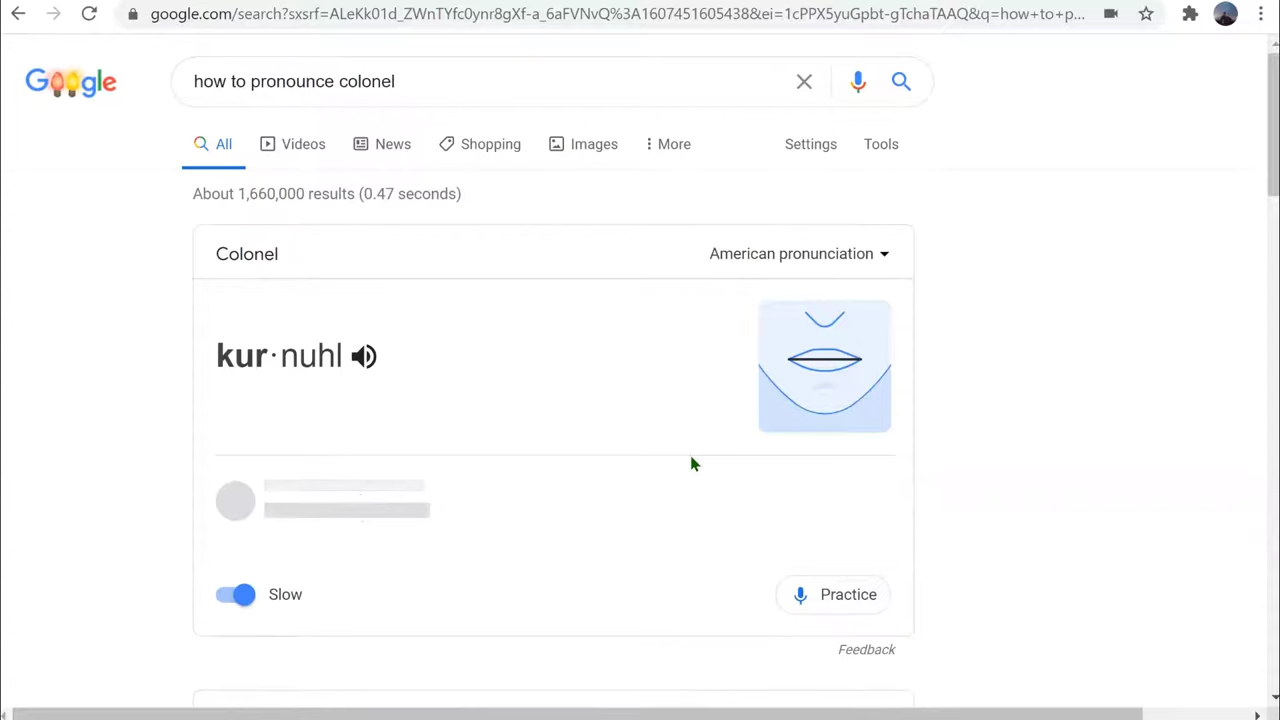 google.com/search?sxsrf=ALeKk01d_ZWnTYfc0ynr8gXf-a_6aFVNvQ%3A1607451605438&ei=1cPPX5yuGpbt-gTchaTAAQ&q=how+to+p...
Google
how to pronounce colonel
All Videos News Shopping Images More Settings Tools
About 1,660,000 results (0.47 seconds)
Colonel American pronunciation
kur·nuhl
Slow Practice
Feedback